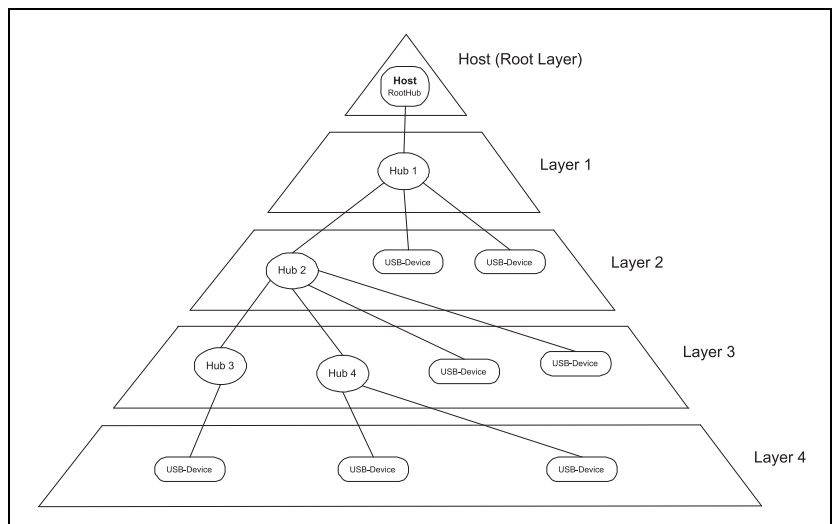 Host (Root Layer)
Host
RootHub
Hub 1
Layer 1
Hub 2
USB-Device
USB-Device
Layer 2
Hub 3
Hub 4
USB-Device
USB-Device
Layer 3
USB-Device
USB-Device
USB-Device
Layer 4